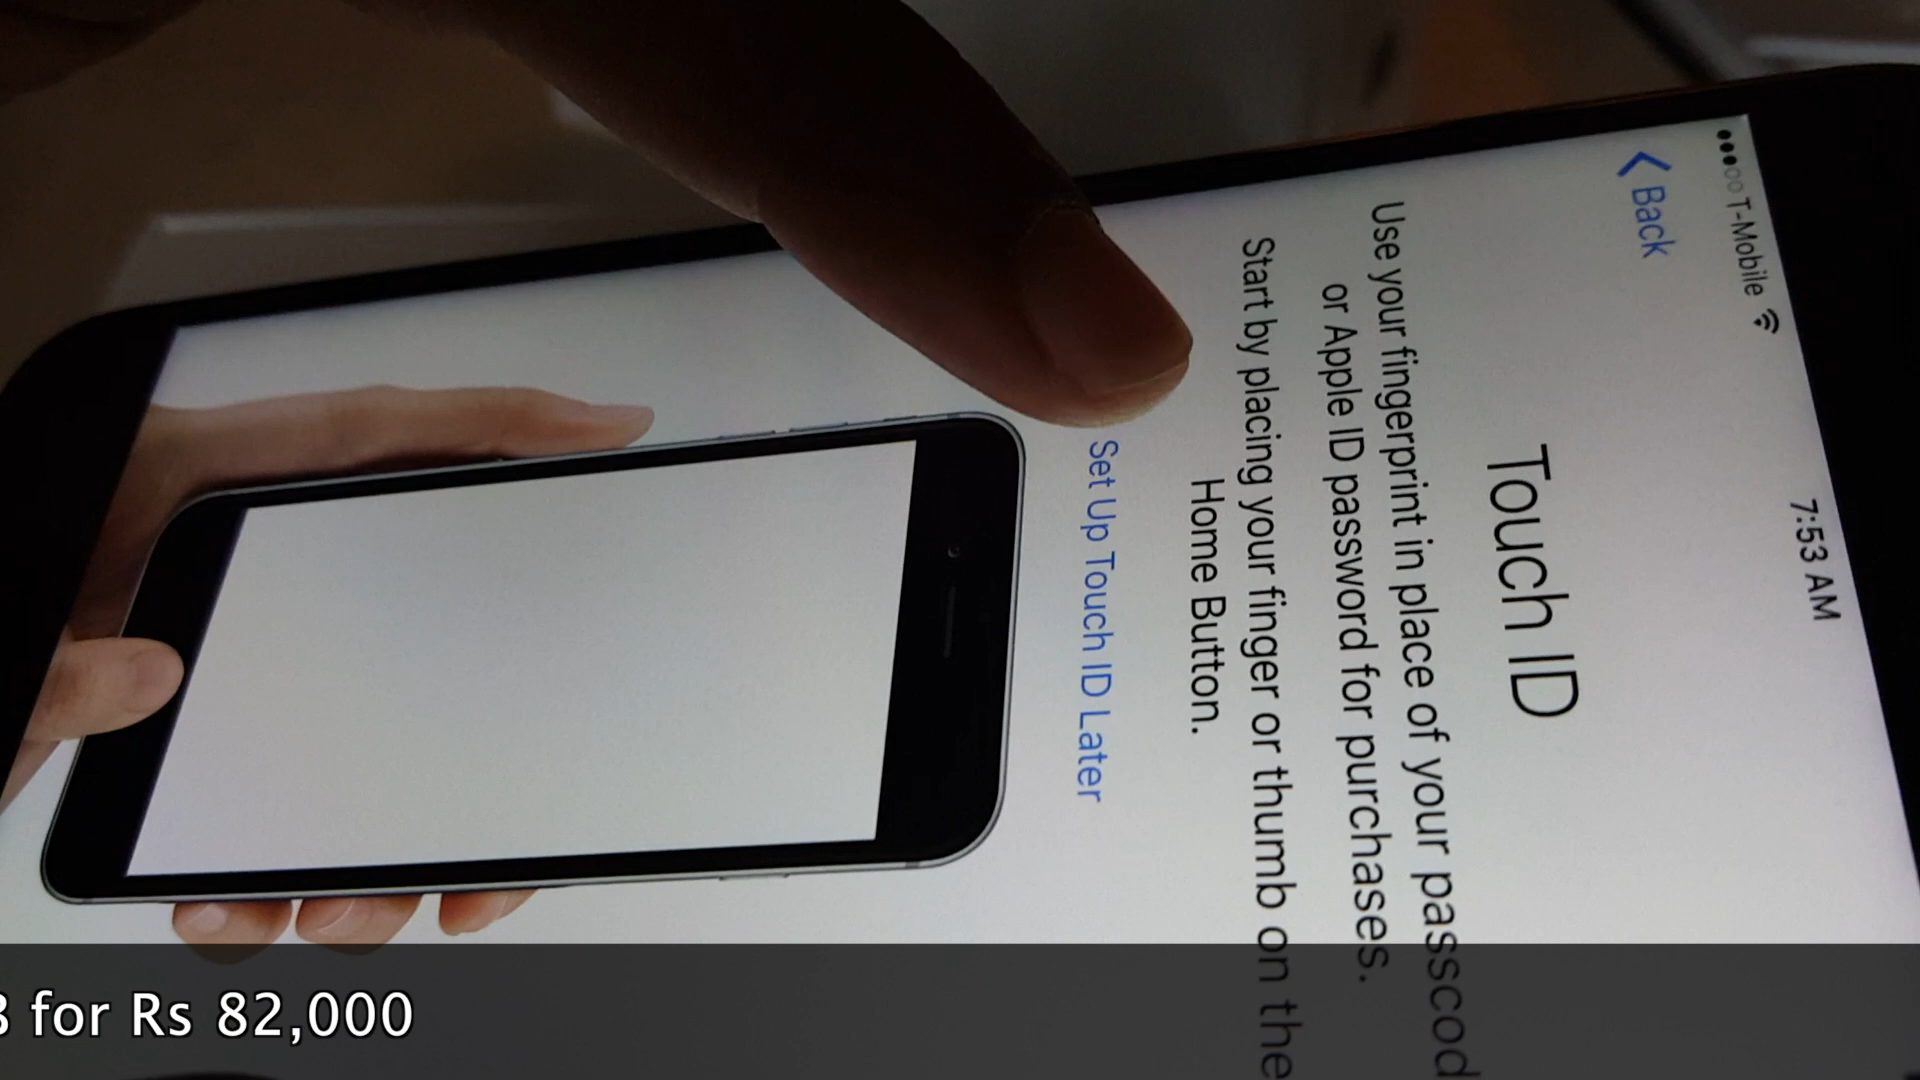 ●●●○○ T-Mobile 7:53 AM
Back
Touch ID
Use your fingerprint in place of your passcod
or Apple ID password for purchases.
Start by placing your finger or thumb on the
Home Button.
Set Up Touch ID Later
for Rs 82,000